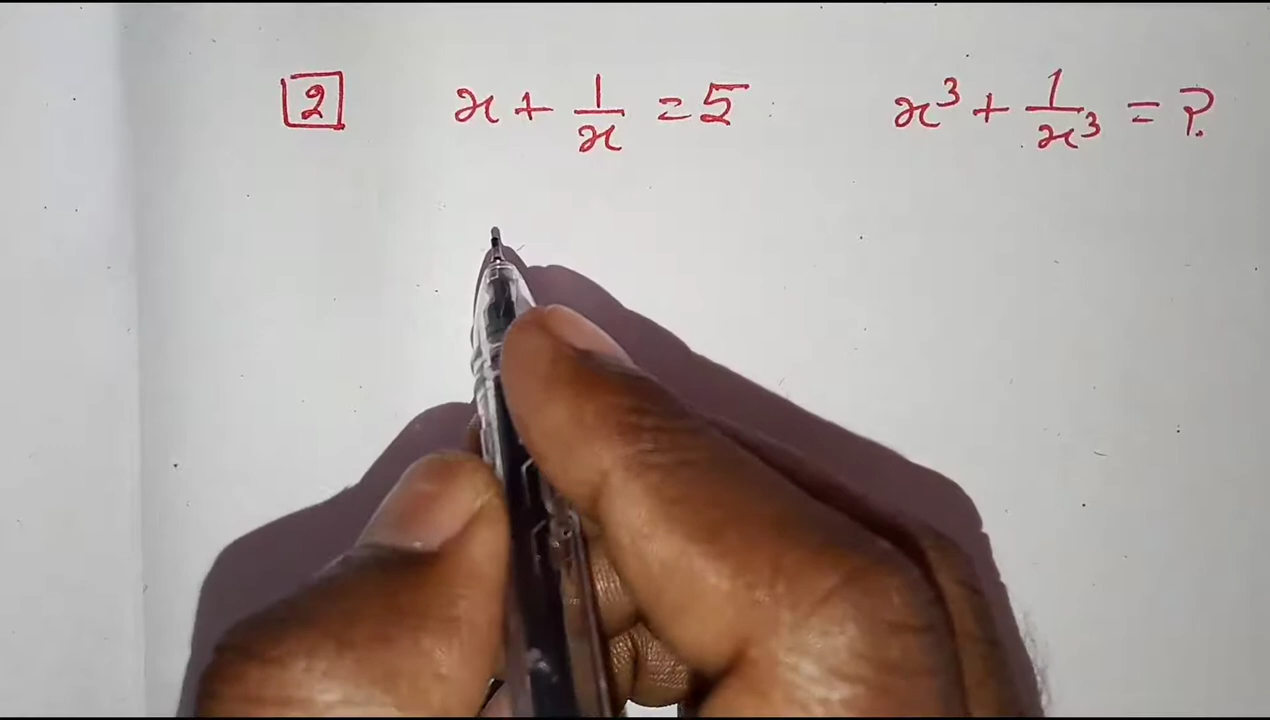 2 x + 1/x = 5 x³ + 1/x³ = ?